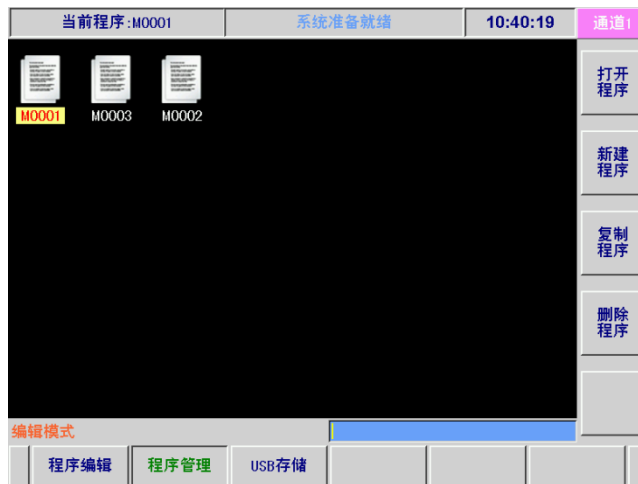 当前程序:M0001
系统准备就绪
10:40:19
通道1
M0001
M0003
M0002
打开
程序
新建
程序
复制
程序
删除
程序
编辑模式
程序编辑
程序管理
USB存储